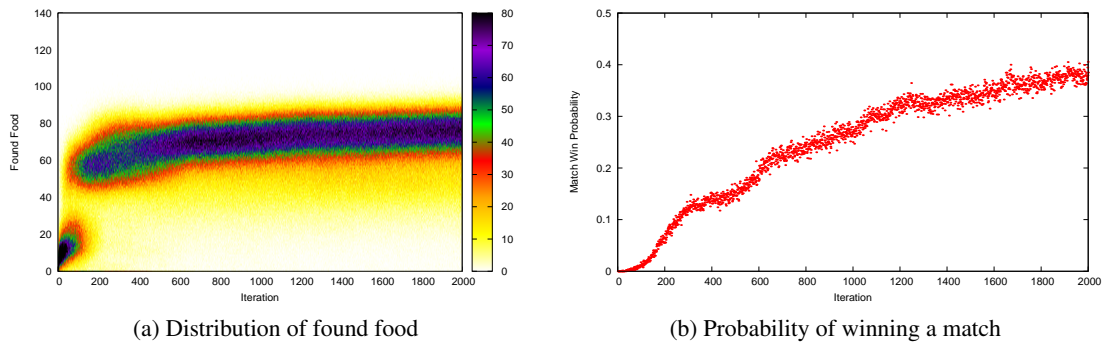 140
120
100
80
60
40
20
0
Found Food
0 200 400 600 800 1000 1200 1400 1600 1800 2000
Iteration
80
70
60
50
40
30
20
10
0
(a) Distribution of found food
0.5
0.4
0.3
0.2
0.1
0
Match Win Probability
0 200 400 600 800 1000 1200 1400 1600 1800 2000
Iteration
(b) Probability of winning a match